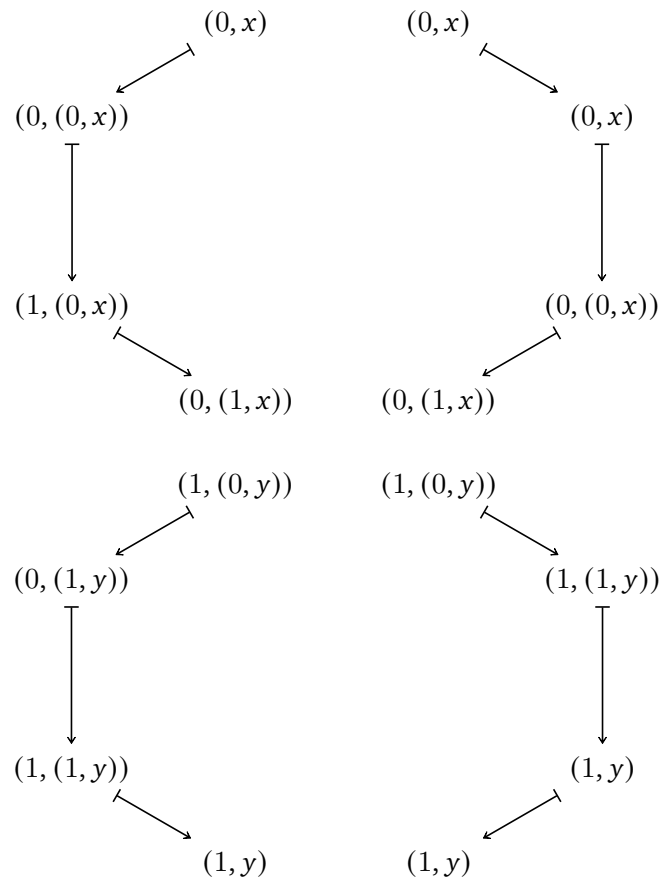 (0, x) (0, x)
(0, (0, x)) (0, x)
(1, (0, x)) (0, (0, x))
(0, (1, x)) (0, (1, x))
(1, (0, y)) (1, (0, y))
(0, (1, y)) (1, (1, y))
(1, (1, y)) (1, y)
(1, y) (1, y)